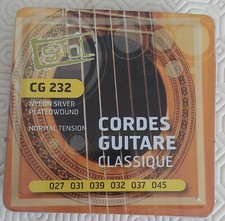 CG 232
NYLON SILVER
PLATEDWOUND
NORMAL TENSION
CORDES
GUITARE
CLASSIQUE
027 031 039 032 037 045